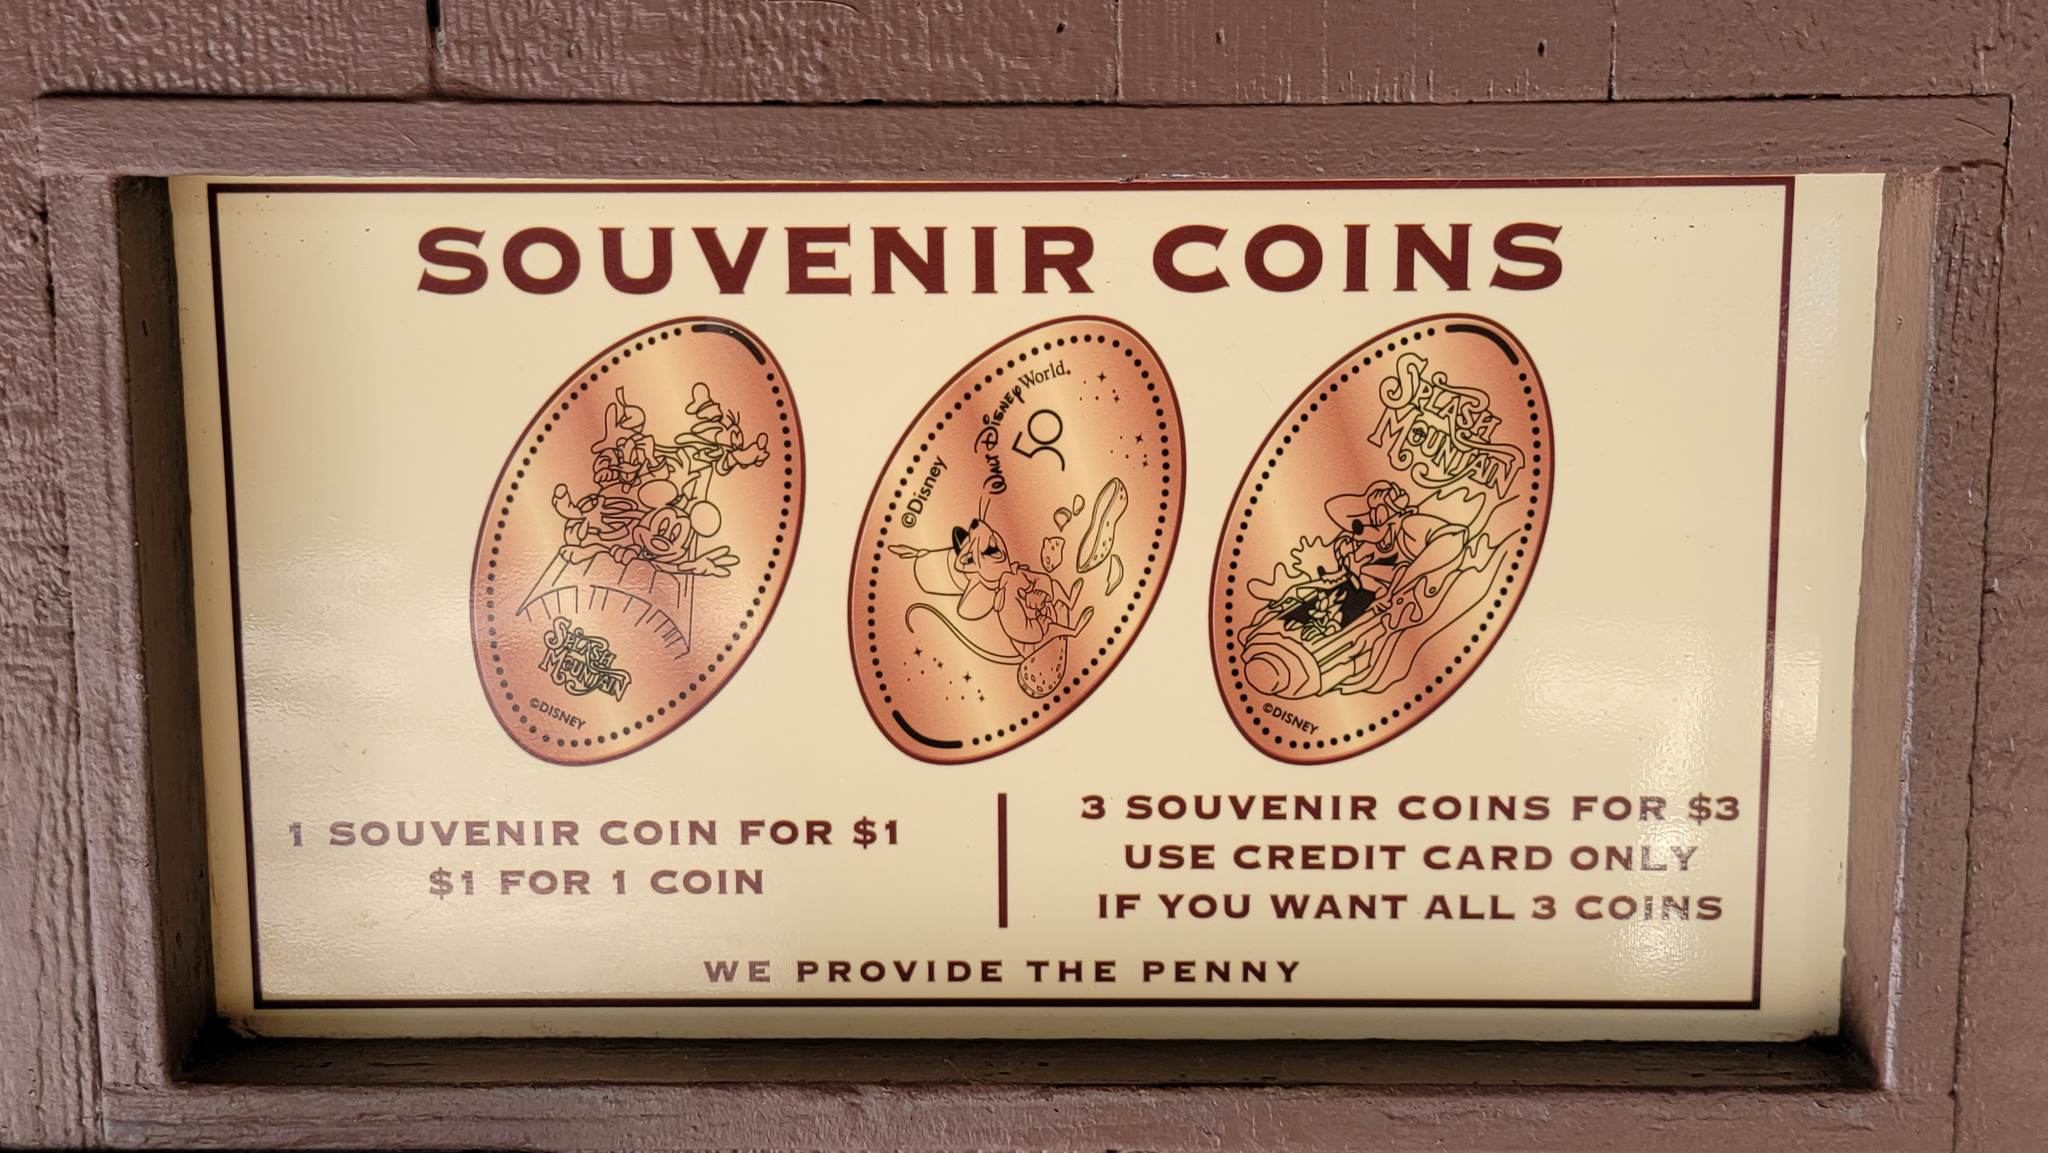 SOUVENIR COINS
SPLASH
MOUNTAIN
©DISNEY
©Disney
WALT DISNEY World.
50
SPLASH
MOUNTAIN
©DISNEY
1 SOUVENIR COIN FOR $1
$1 FOR 1 COIN
3 SOUVENIR COINS FOR $3
USE CREDIT CARD ONLY
IF YOU WANT ALL 3 COINS
WE PROVIDE THE PENNY